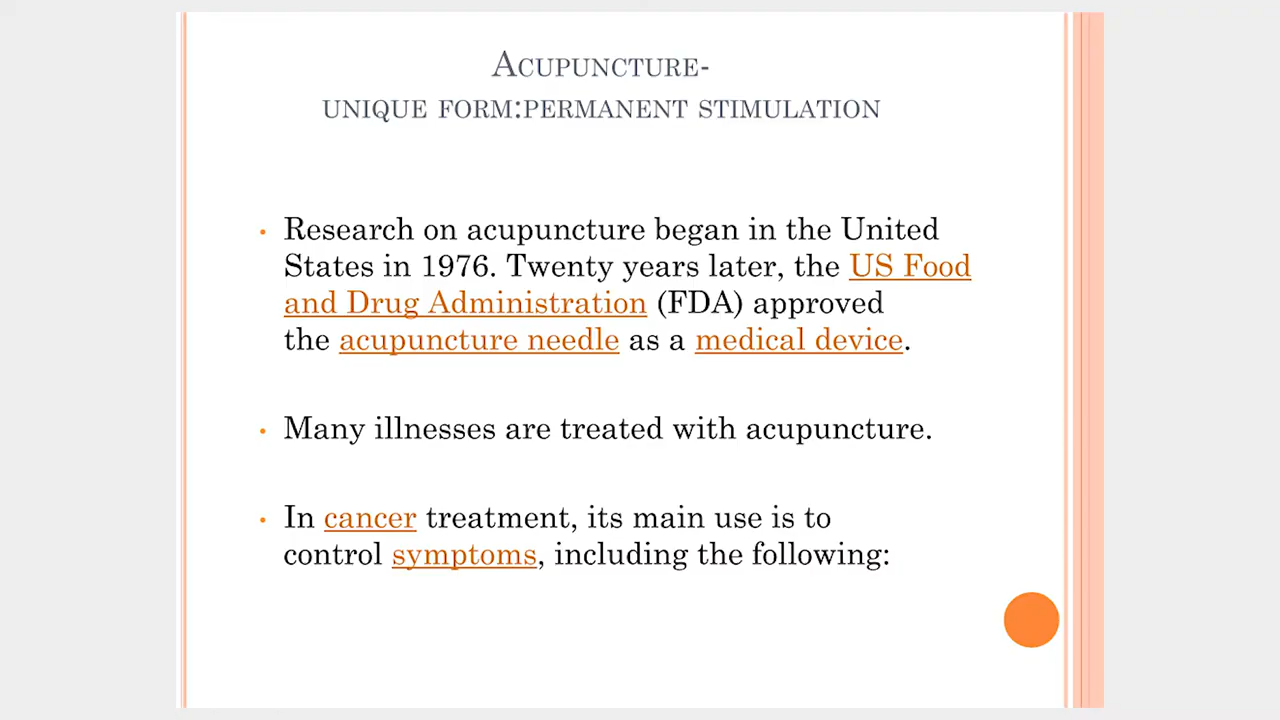 ACUPUNCTURE-
UNIQUE FORM:PERMANENT STIMULATION
• Research on acupuncture began in the United
States in 1976. Twenty years later, the US Food
and Drug Administration (FDA) approved
the acupuncture needle as a medical device.
• Many illnesses are treated with acupuncture.
• In cancer treatment, its main use is to
control symptoms, including the following: